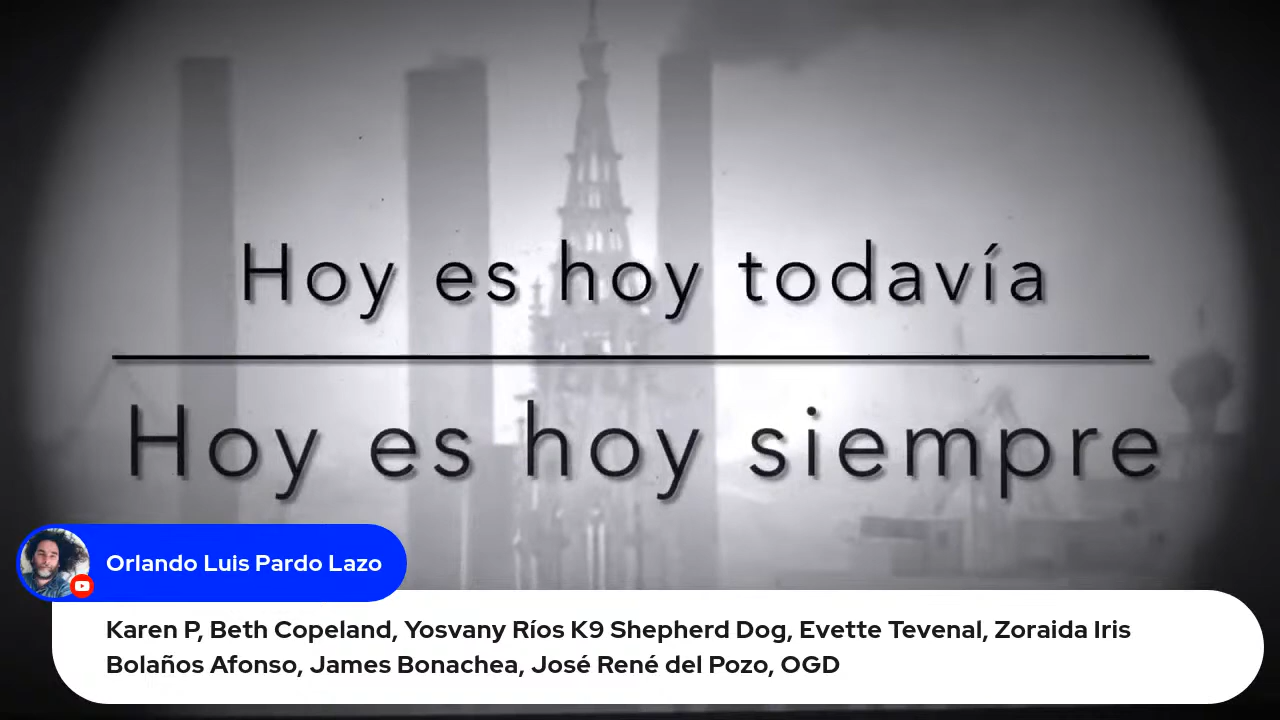 Hoy es hoy todavía
Hoy es hoy siempre
Orlando Luis Pardo Lazo
Karen P, Beth Copeland, Yosvany Ríos K9 Shepherd Dog, Evette Tevenal, Zoraida Iris
Bolaños Afonso, James Bonachea, José René del Pozo, OGD